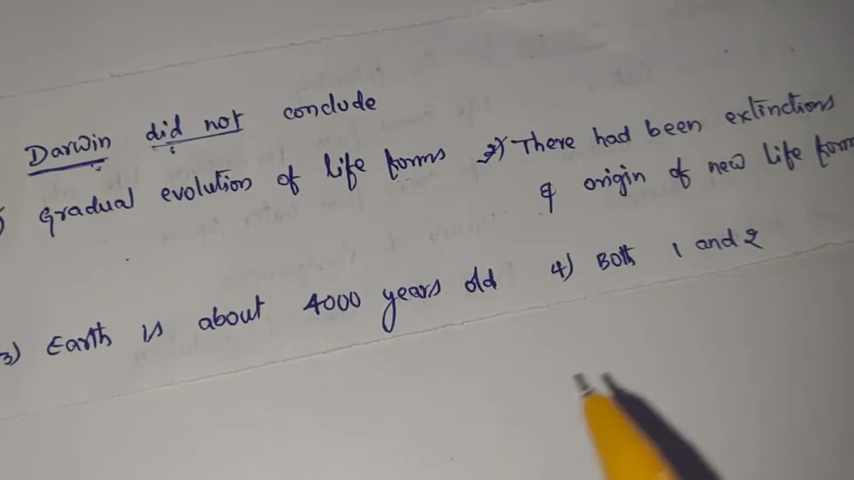 Darwin did not conclude
) Gradual evolution of life forms 2) There had been extinctions
& origin of new life form
3) Earth is about 4000 years old 4) Both 1 and 2